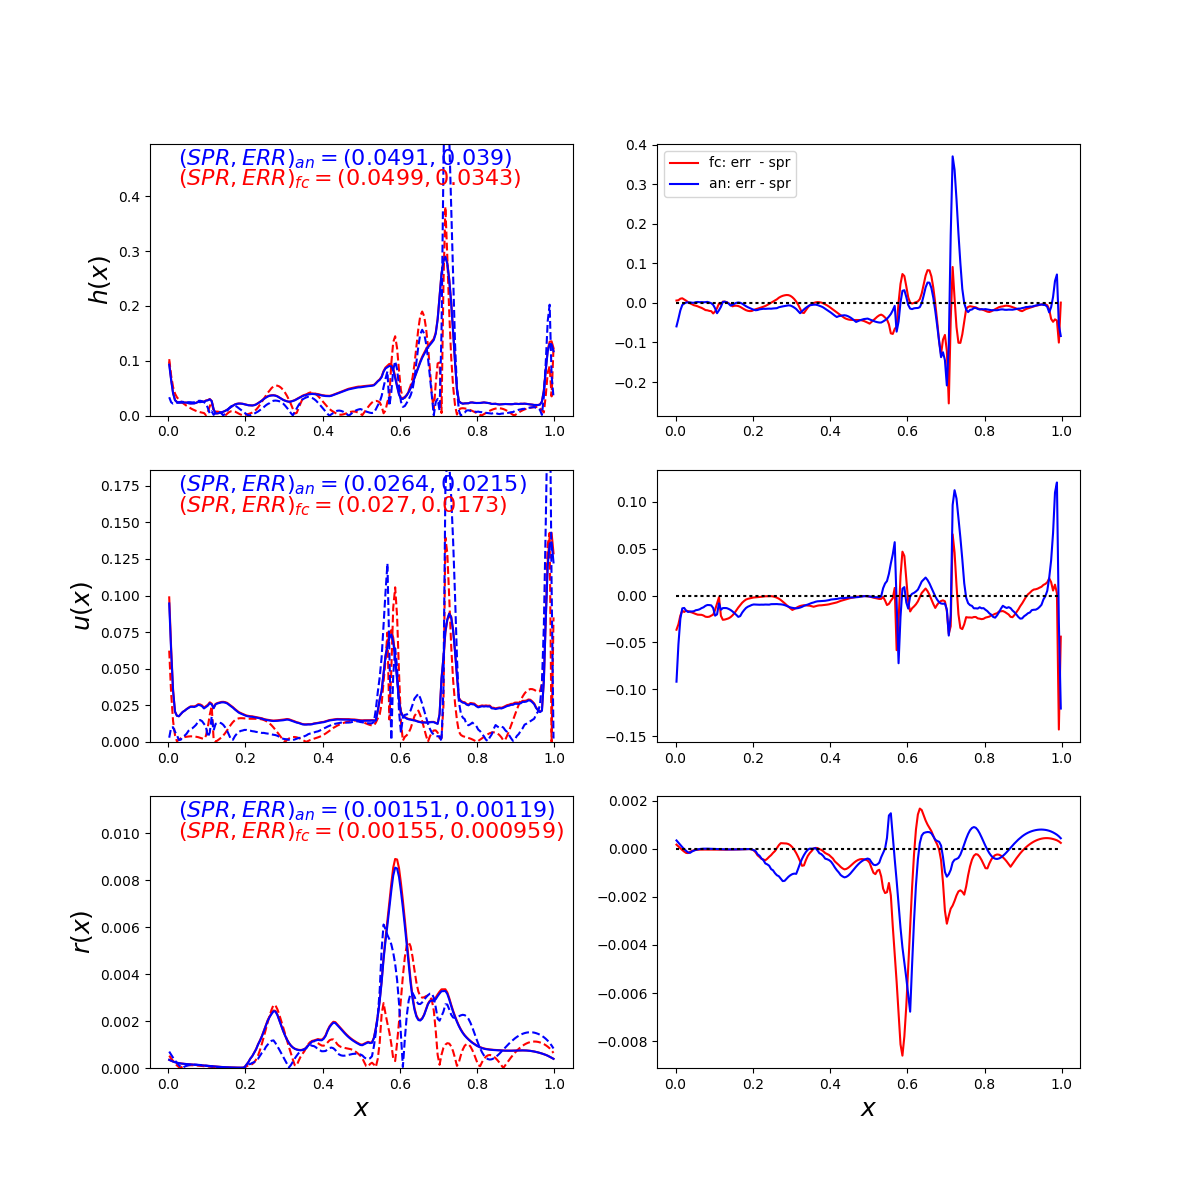 (SPR, ERR)an = (0.0491, 0.039)
(SPR, ERR)fc = (0.0499, 0.0343)
h(x)
0.4
0.3
0.2
0.1
0.0
0.0 0.2 0.4 0.6 0.8 1.0
fc: err - spr
an: err - spr
0.4
0.3
0.2
0.1
0.0
−0.1
−0.2
0.0 0.2 0.4 0.6 0.8 1.0
(SPR, ERR)an = (0.0264, 0.0215)
(SPR, ERR)fc = (0.027, 0.0173)
u(x)
0.175
0.150
0.125
0.100
0.075
0.050
0.025
0.000
0.0 0.2 0.4 0.6 0.8 1.0
0.10
0.05
0.00
−0.05
−0.10
−0.15
0.0 0.2 0.4 0.6 0.8 1.0
(SPR, ERR)an = (0.00151, 0.00119)
(SPR, ERR)fc = (0.00155, 0.000959)
r(x)
0.010
0.008
0.006
0.004
0.002
0.000
0.0 0.2 0.4 0.6 0.8 1.0
x
0.002
0.000
−0.002
−0.004
−0.006
−0.008
0.0 0.2 0.4 0.6 0.8 1.0
x